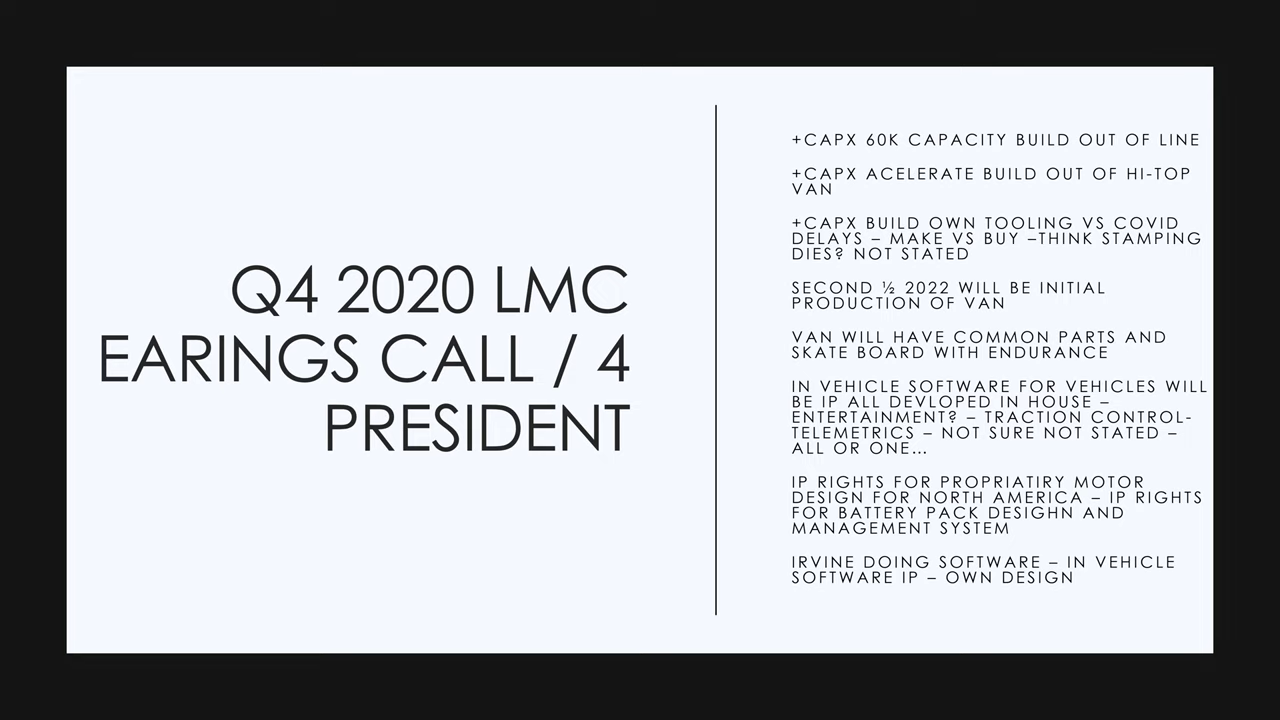 Q4 2020 LMC
EARINGS CALL / 4
PRESIDENT
+CAPX 60K CAPACITY BUILD OUT OF LINE
+CAPX ACELERATE BUILD OUT OF HI-TOP
VAN
+CAPX BUILD OWN TOOLING VS COVID
DELAYS – MAKE VS BUY –THINK STAMPING
DIES? NOT STATED
SECOND ½ 2022 WILL BE INITIAL
PRODUCTION OF VAN
VAN WILL HAVE COMMON PARTS AND
SKATE BOARD WITH ENDURANCE
IN VEHICLE SOFTWARE FOR VEHICLES WILL
BE IP ALL DEVLOPED IN HOUSE –
ENTERTAINMENT? – TRACTION CONTROL-
TELEMETRICS – NOT SURE NOT STATED –
ALL OR ONE…
IP RIGHTS FOR PROPRIATIRY MOTOR
DESIGN FOR NORTH AMERICA – IP RIGHTS
FOR BATTERY PACK DESIGHN AND
MANAGEMENT SYSTEM
IRVINE DOING SOFTWARE – IN VEHICLE
SOFTWARE IP – OWN DESIGN